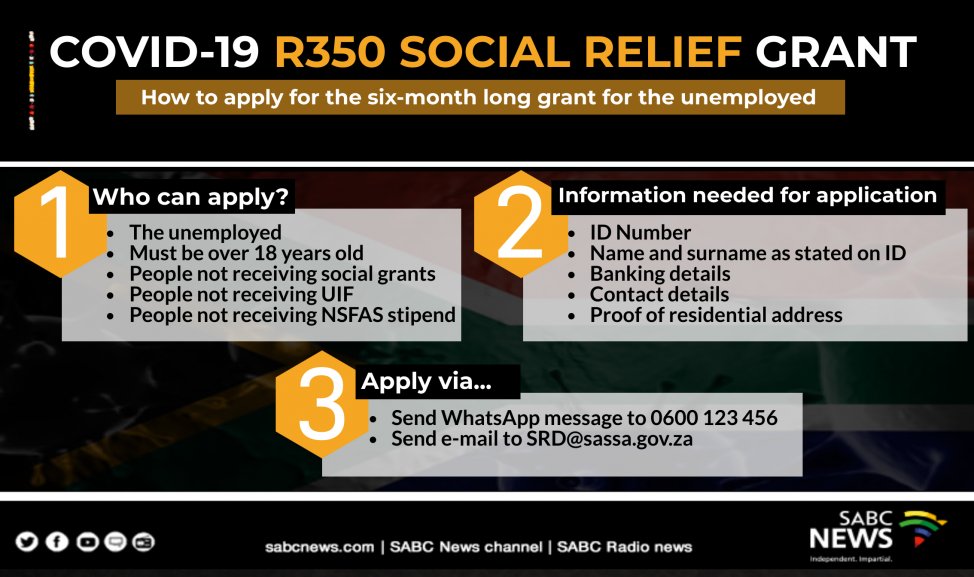 COVID-19 R350 SOCIAL RELIEF GRANT
How to apply for the six-month long grant for the unemployed
1
Who can apply?
• The unemployed
• Must be over 18 years old
• People not receiving social grants
• People not receiving UIF
• People not receiving NSFAS stipend
2
Information needed for application
• ID Number
• Name and surname as stated on ID
• Banking details
• Contact details
• Proof of residential address
3
Apply via...
• Send WhatsApp message to 0600 123 456
• Send e-mail to SRD@sassa.gov.za
sabcnews.com | SABC News channel | SABC Radio news
SABC
NEWS
Independent. Impartial.